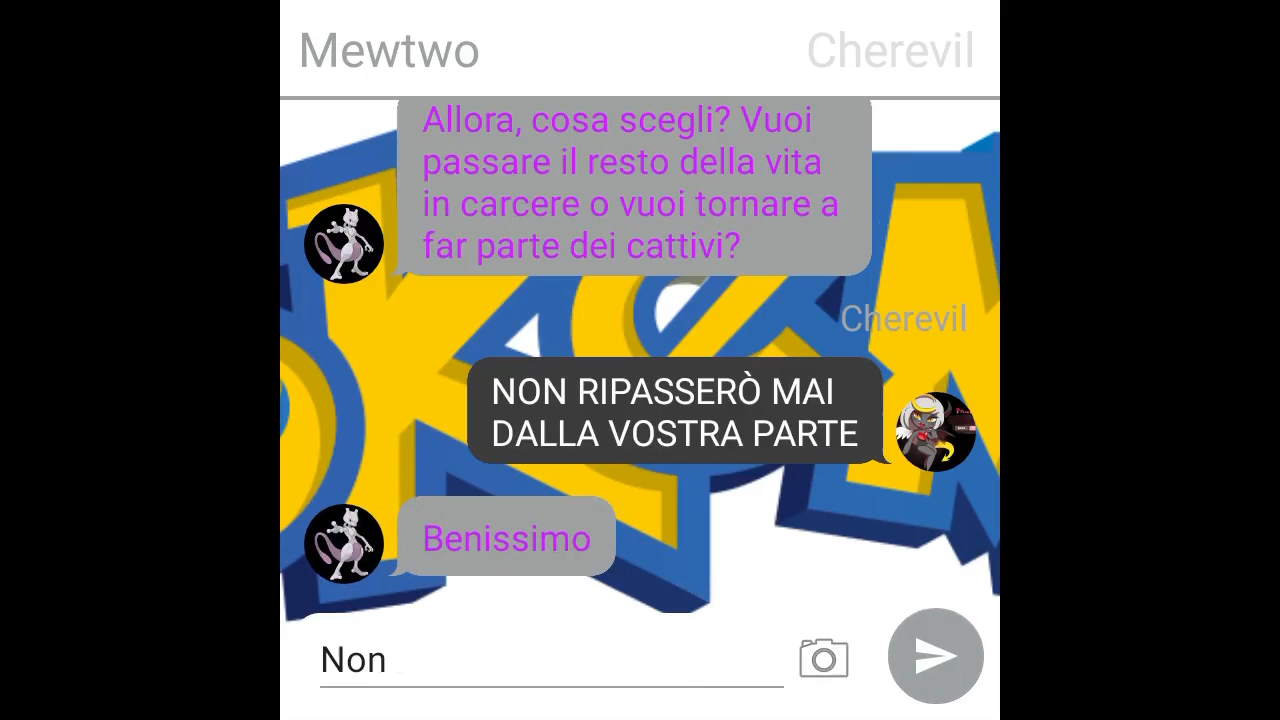 Mewtwo
Cherevil
Allora, cosa scegli? Vuoi
passare il resto della vita
in carcere o vuoi tornare a
far parte dei cattivi?
Cherevil
NON RIPASSERÒ MAI
DALLA VOSTRA PARTE
Benissimo
Non